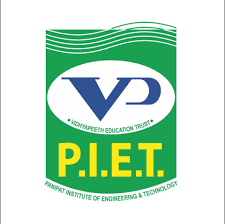 VP
• VIDHYAPEETH EDUCATION TRUST •
P.I.E.T.
PANIPAT INSTITUTE OF ENGINEERING & TECHNOLOGY